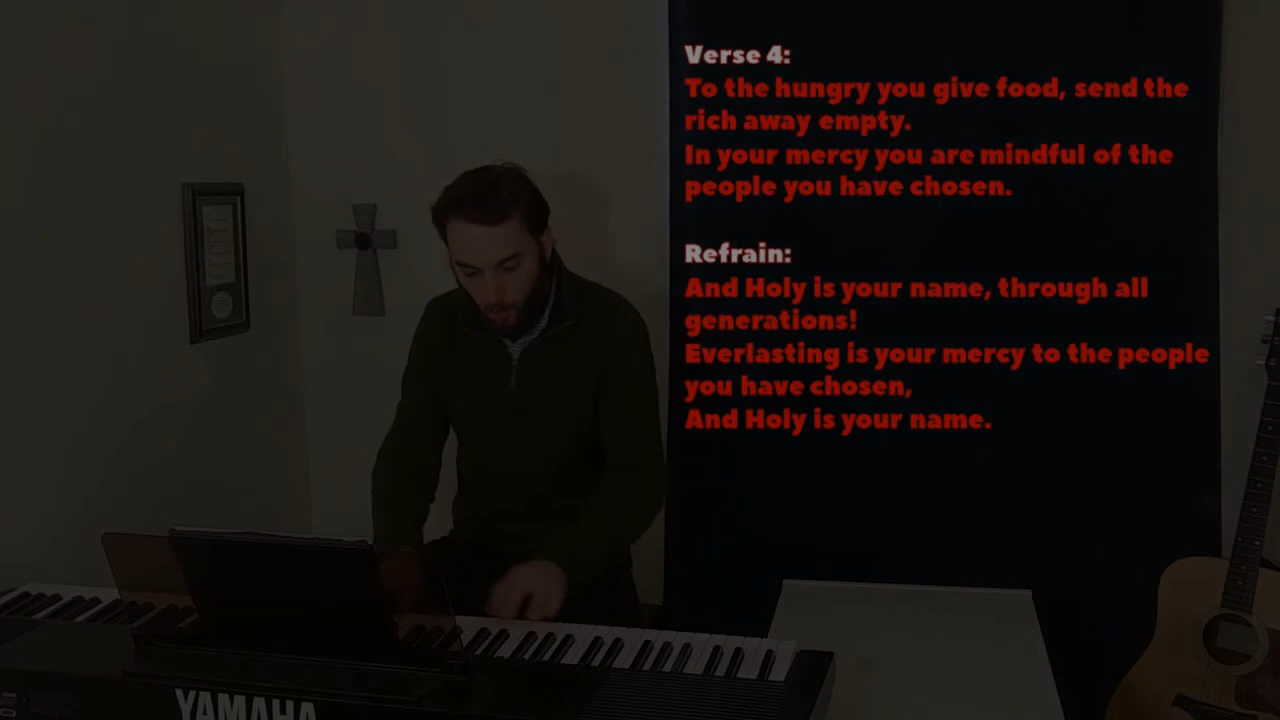 Verse 4:
To the hungry you give food, send the
rich away empty.
In your mercy you are mindful of the
people you have chosen.
Refrain:
And Holy is your name, through all
generations!
Everlasting is your mercy to the people
you have chosen,
And Holy is your name.
YAMAHA